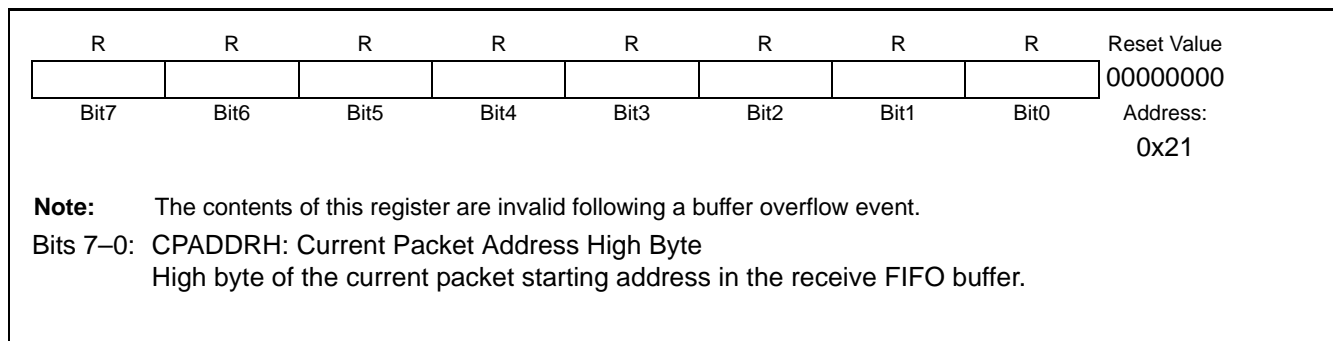 R R R R R R R R Reset Value
00000000
Bit7 Bit6 Bit5 Bit4 Bit3 Bit2 Bit1 Bit0 Address:
0x21
Note: The contents of this register are invalid following a buffer overflow event.
Bits 7–0: CPADDRH: Current Packet Address High Byte
High byte of the current packet starting address in the receive FIFO buffer.